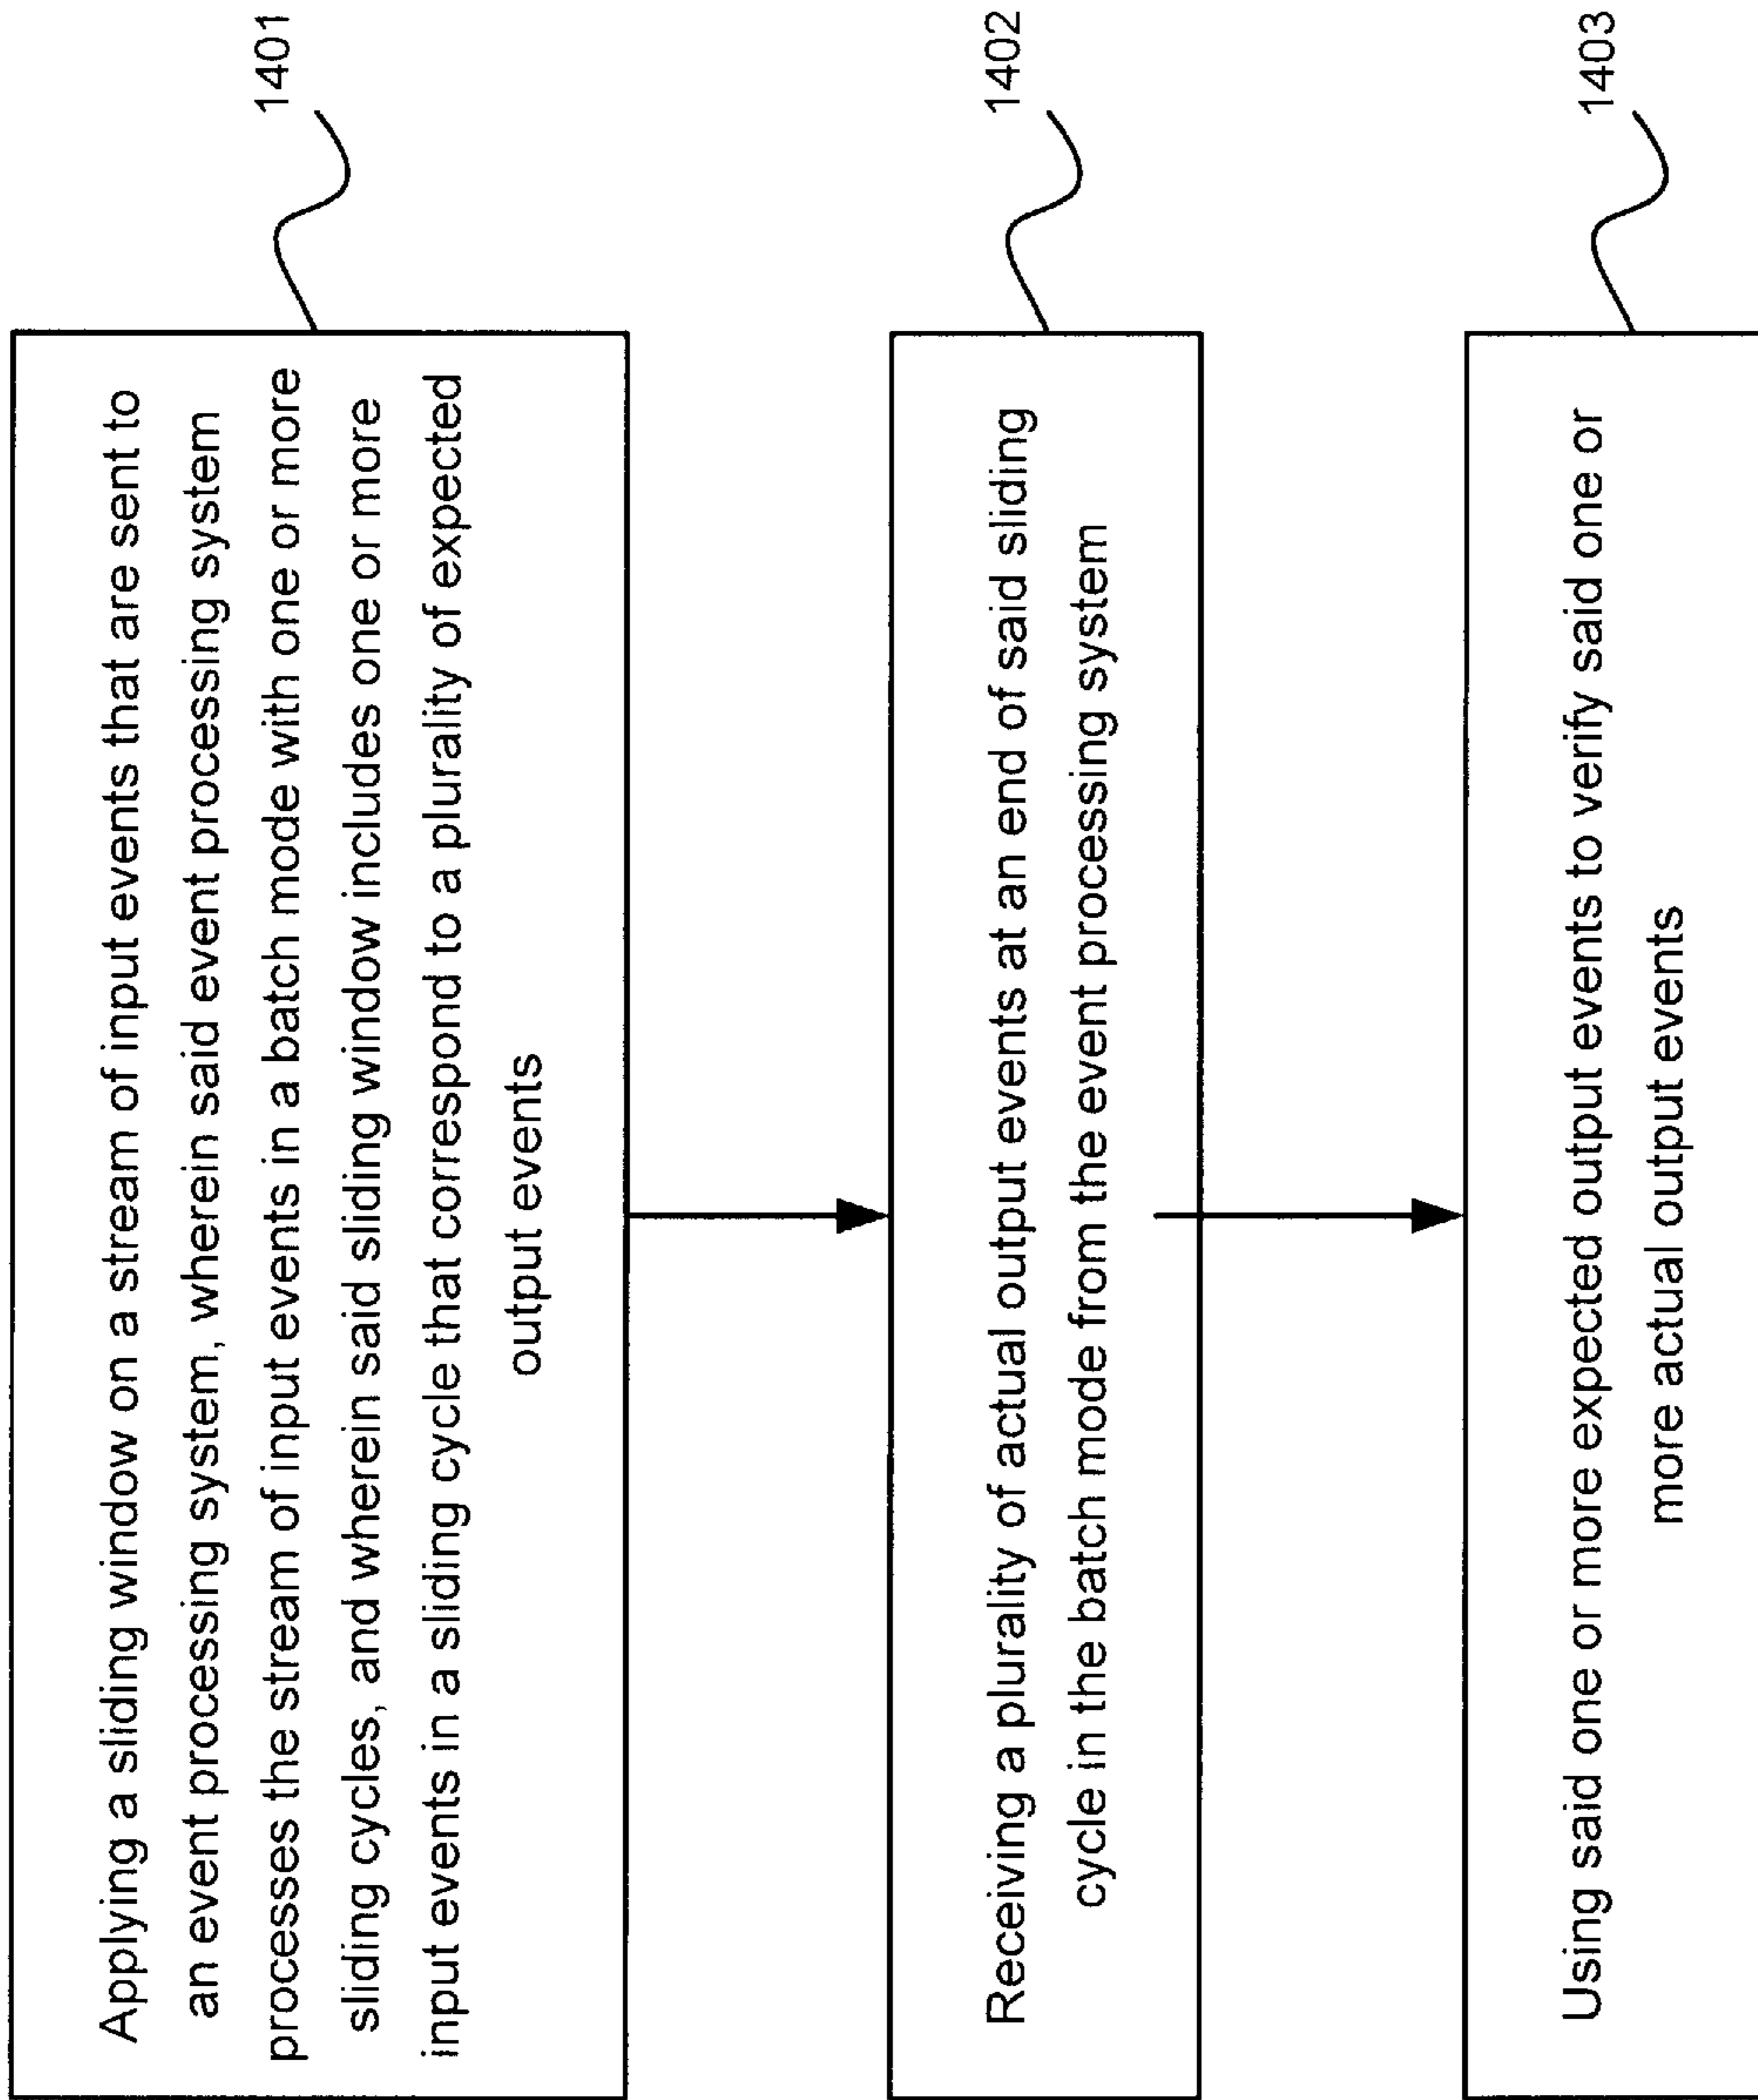 Applying a sliding window on a stream of input events that are sent to
an event processing system, wherein said event processing system
processes the stream of input events in a batch mode with one or more
sliding cycles, and wherein said sliding window includes one or more
input events in a sliding cycle that correspond to a plurality of expected
output events
1401
Receiving a plurality of actual output events at an end of said sliding
cycle in the batch mode from the event processing system
1402
Using said one or more expected output events to verify said one or
more actual output events
1403